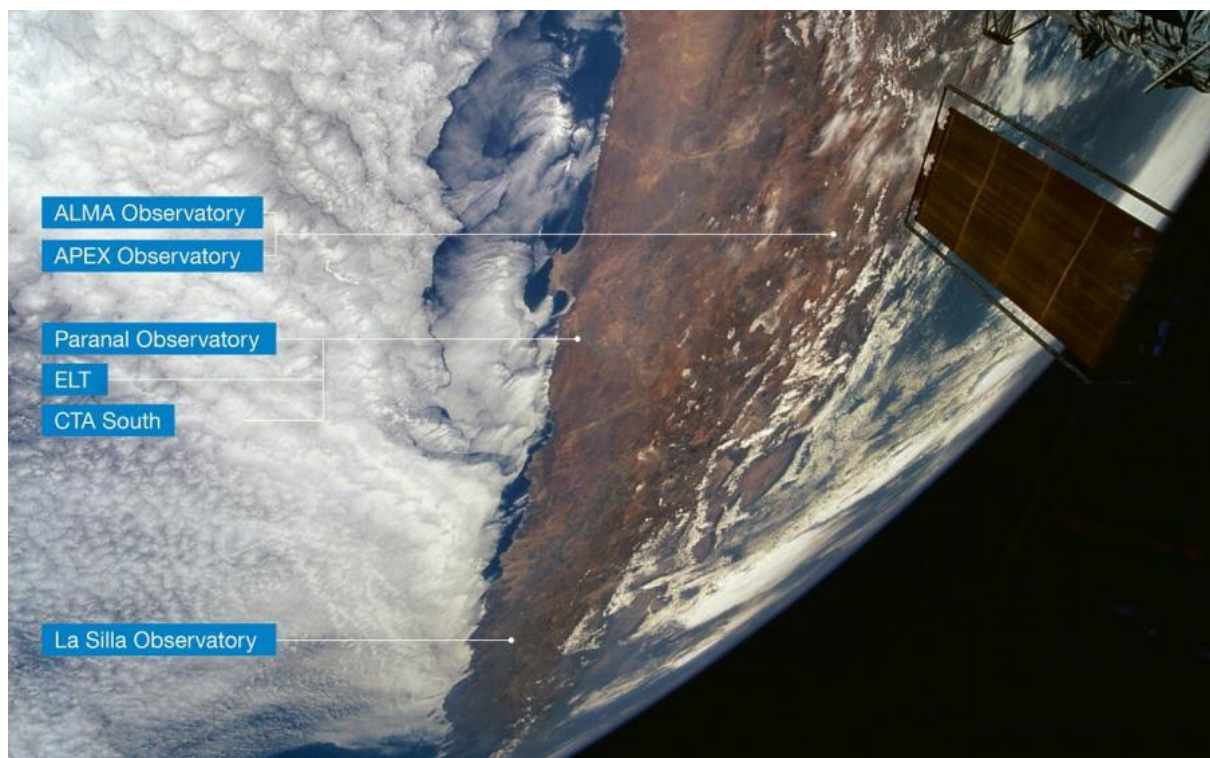 ALMA Observatory
APEX Observatory
Paranal Observatory
ELT
CTA South
La Silla Observatory